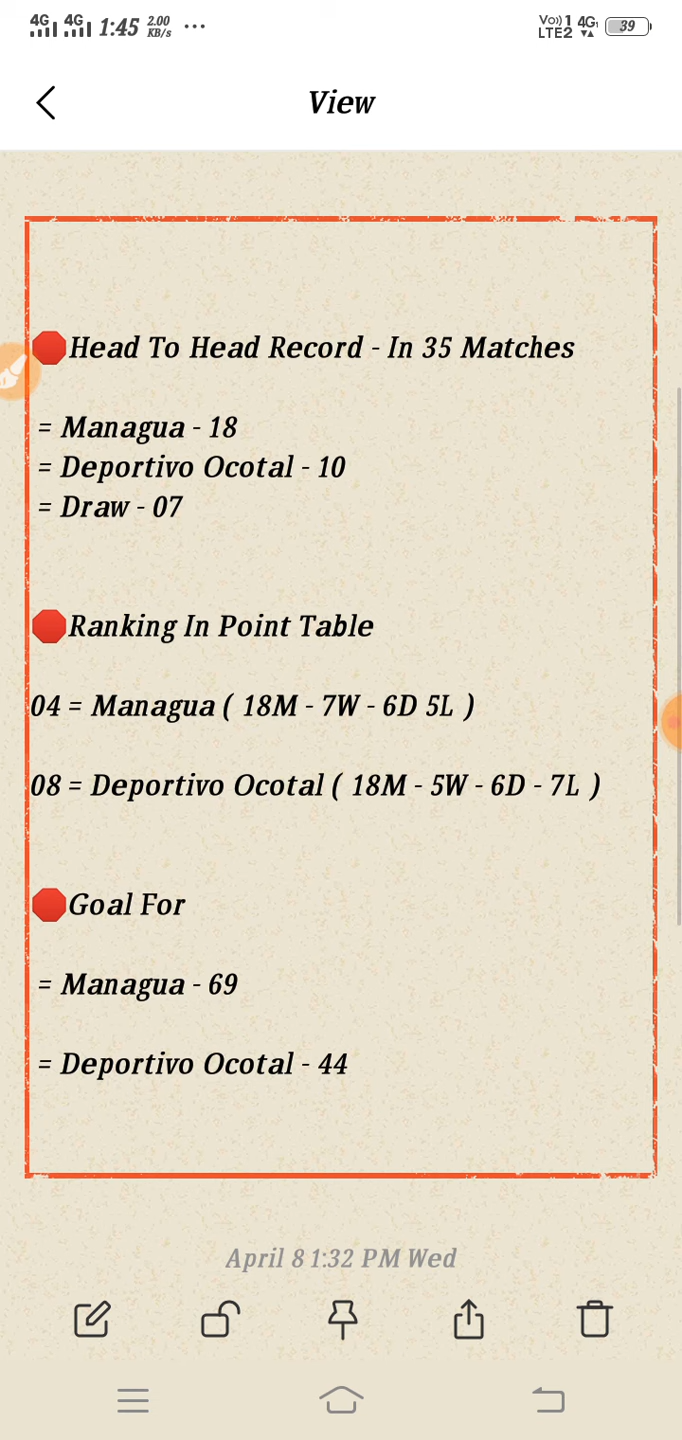 4G 4G 1:45 2.00 KB/s ... Vo)) 1 LTE2 4G 39
View
Head To Head Record - In 35 Matches
= Managua - 18
= Deportivo Ocotal - 10
= Draw - 07
Ranking In Point Table
04 = Managua ( 18M - 7W - 6D 5L )
08 = Deportivo Ocotal ( 18M - 5W - 6D - 7L )
Goal For
= Managua - 69
= Deportivo Ocotal - 44
April 8 1:32 PM Wed